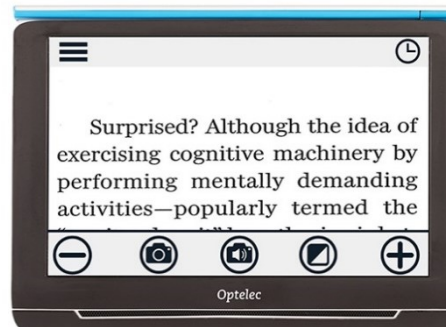 Surprised? Although the idea of
exercising cognitive machinery by
performing mentally demanding
activities—popularly termed the
Optelec